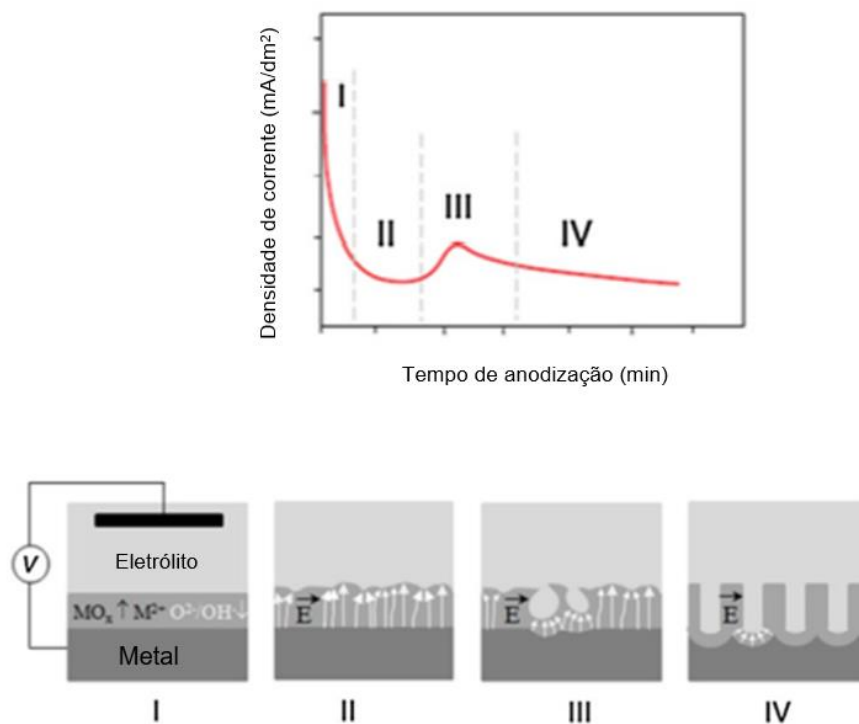 Densidade de corrente (mA/dm²)
I
II
III
IV
Tempo de anodização (min)
V
Eletrólito
MOₓ ↑ M²⁺ O²⁻/OH⁻↓
Metal
E
E
E
I
II
III
IV